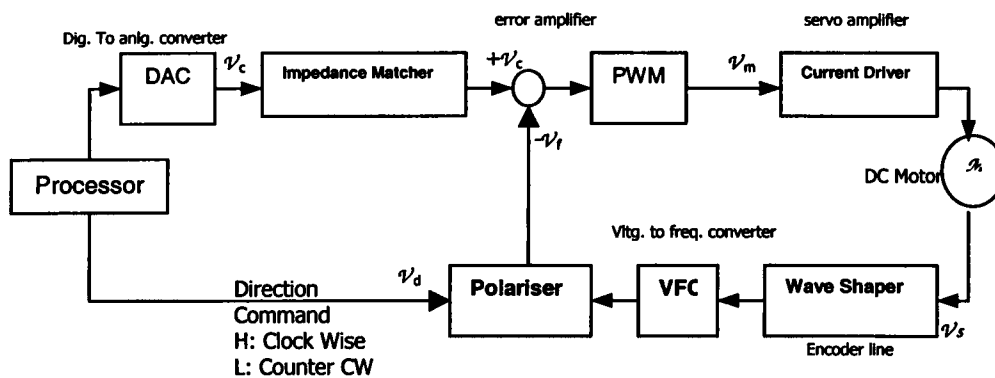 error amplifier
servo amplifier
Dig. To anlg. converter
DAC
𝒱c
Impedance Matcher
+𝒱c
PWM
𝒱m
Current Driver
-𝒱f
Processor
DC Motor
Vltg. to freq. converter
𝒱d
Polariser
VFC
Wave Shaper
𝒱s
Direction
Command
H: Clock Wise
L: Counter CW
Encoder line